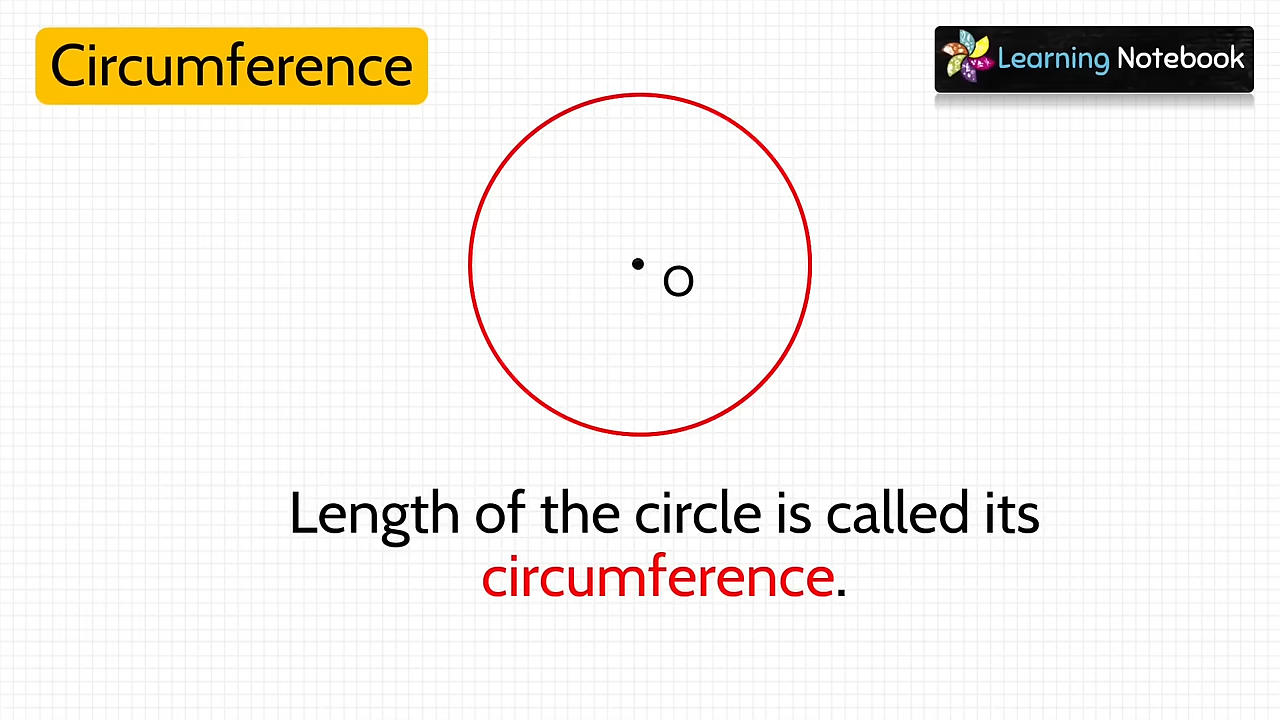 Circumference
Learning Notebook
O
Length of the circle is called its
circumference.